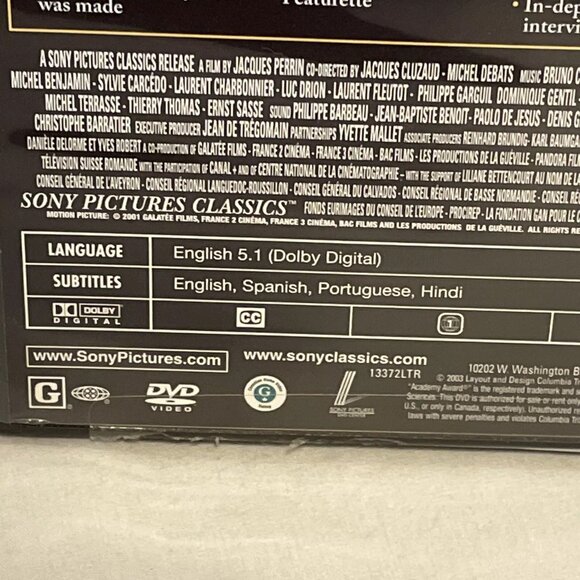 was made
Featurette
• In-dep
intervi
A SONY PICTURES CLASSICS RELEASE A FILM BY JACQUES PERRIN CO-DIRECTED BY JACQUES CLUZAUD - MICHEL DEBATS MUSIC BRUNO C
MICHEL BENJAMIN - SYLVIE CARCÉDO - LAURENT CHARBONNIER - LUC DRION - LAURENT FLEUTOT - PHILIPPE GARGUIL DOMINIQUE GENTIL -
MICHEL TERRASSE - THIERRY THOMAS - ERNST SASSE SOUND PHILIPPE BARBEAU - JEAN-BAPTISTE BENOIT - PAOLO DE JESUS - DENIS G
CHRISTOPHE BARRATIER EXECUTIVE PRODUCER JEAN DE TRÉGOMAIN PARTNERSHIPS YVETTE MALLET ASSOCIATE PRODUCERS REINHARD BRUNDIG - KARL BAUMGA
DANIÈLE DELORME ET YVES ROBERT A CO-PRODUCTION OF GALATÉE FILMS - FRANCE 2 CINÉMA - FRANCE 3 CINÉMA - BAC FILMS - LES PRODUCTIONS DE LA GUÉVILLE - PANDORA FILM
TÉLÉVISION SUISSE ROMANDE WITH THE PARTICIPATION OF CANAL+ AND OF CENTRE NATIONAL DE LA CINÉMATOGRAPHIE - WITH THE SUPPORT OF LILIANE BETTENCOURT AU NOM DE LA
CONSEIL GÉNÉRAL DE L'AVEYRON - CONSEIL RÉGIONAL LANGUEDOC-ROUSSILLON - CONSEIL GÉNÉRAL DU CALVADOS - CONSEIL RÉGIONAL DE BASSE NORMANDIE - CONSEIL
SONY PICTURES CLASSICS™ FONDS EURIMAGES DU CONSEIL DE L'EUROPE - PROCIREP - LA FONDATION GAN POUR LE C
MOTION PICTURE: © 2001 GALATÉE FILMS, FRANCE 2 CINÉMA, FRANCE 3 CINÉMA, BAC FILMS AND LES PRODUCTIONS DE LA GUÉVILLE. ALL RIGHTS RE
LANGUAGE English 5.1 (Dolby Digital)
SUBTITLES English, Spanish, Portuguese, Hindi
DOLBY DIGITAL CC 1
www.SonyPictures.com www.sonyclassics.com
13372LTR
10202 W. Washington B
© 2003 Layout and Design Columbia Tr
"Academy Award®" is the registered trademark and s
Sciences. This DVD is authorized for sale or rent only
U.S., or only in Canada, respectively). Unauthorized
laws with severe penalties and violates Columbia Tri
G DVD VIDEO G SONY PICTURES